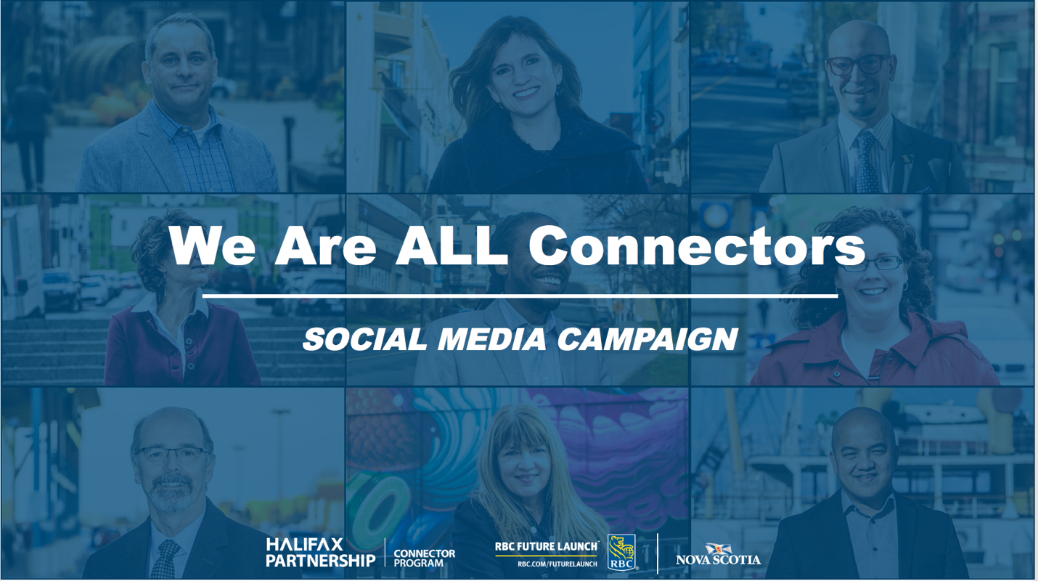 We Are ALL Connectors
SOCIAL MEDIA CAMPAIGN
HALIFAX
PARTNERSHIP
CONNECTOR
PROGRAM
RBC FUTURE LAUNCH™
RBC.COM/FUTURELAUNCH
RBC®
NOVA SCOTIA